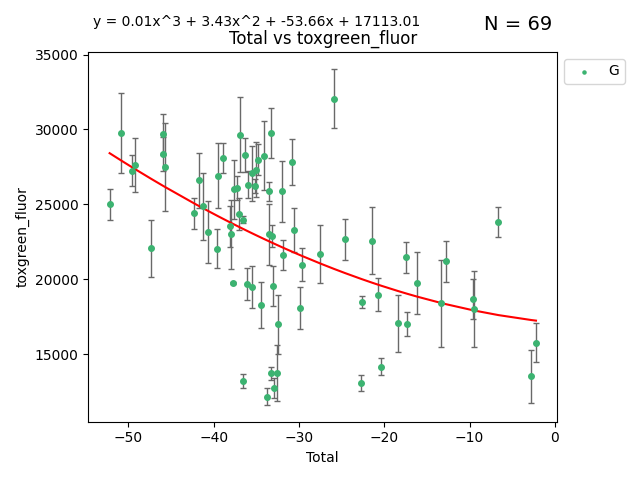 y = 0.01x^3 + 3.43x^2 + -53.66x + 17113.01
N = 69
Total vs toxgreen_fluor
G
35000
30000
25000
20000
15000
toxgreen_fluor
−50
−40
−30
−20
−10
0
Total